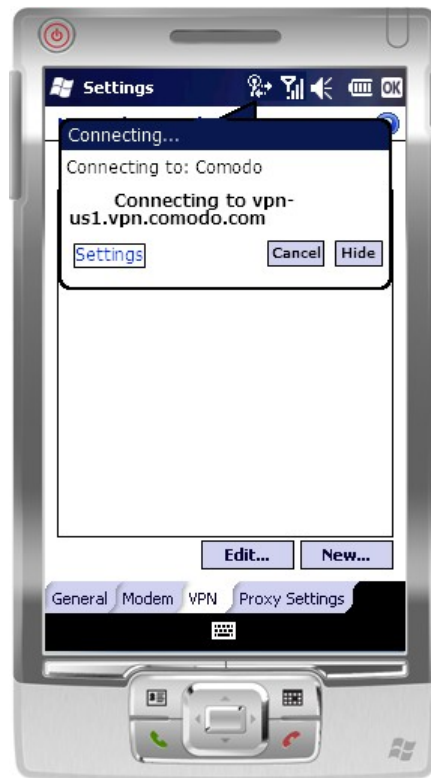 Settings
OK
Connecting...
Connecting to: Comodo
Connecting to vpn-
us1.vpn.comodo.com
Settings
Cancel
Hide
Edit...
New...
General
Modem
VPN
Proxy Settings